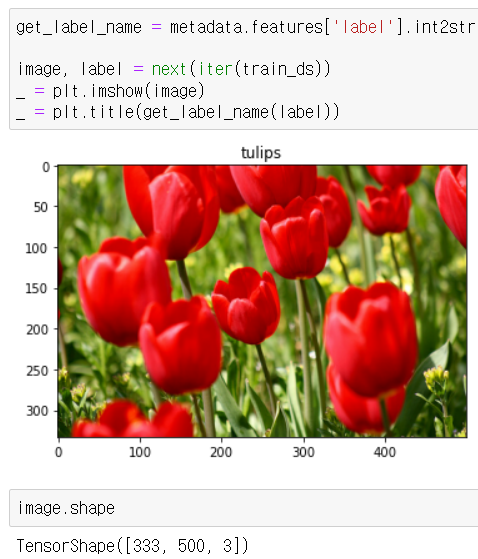 get_label_name = metadata.features['label'].int2str
image, label = next(iter(train_ds))
_ = plt.imshow(image)
_ = plt.title(get_label_name(label))
tulips
0
50
100
150
200
250
300
0 100 200 300 400
image.shape
TensorShape([333, 500, 3])